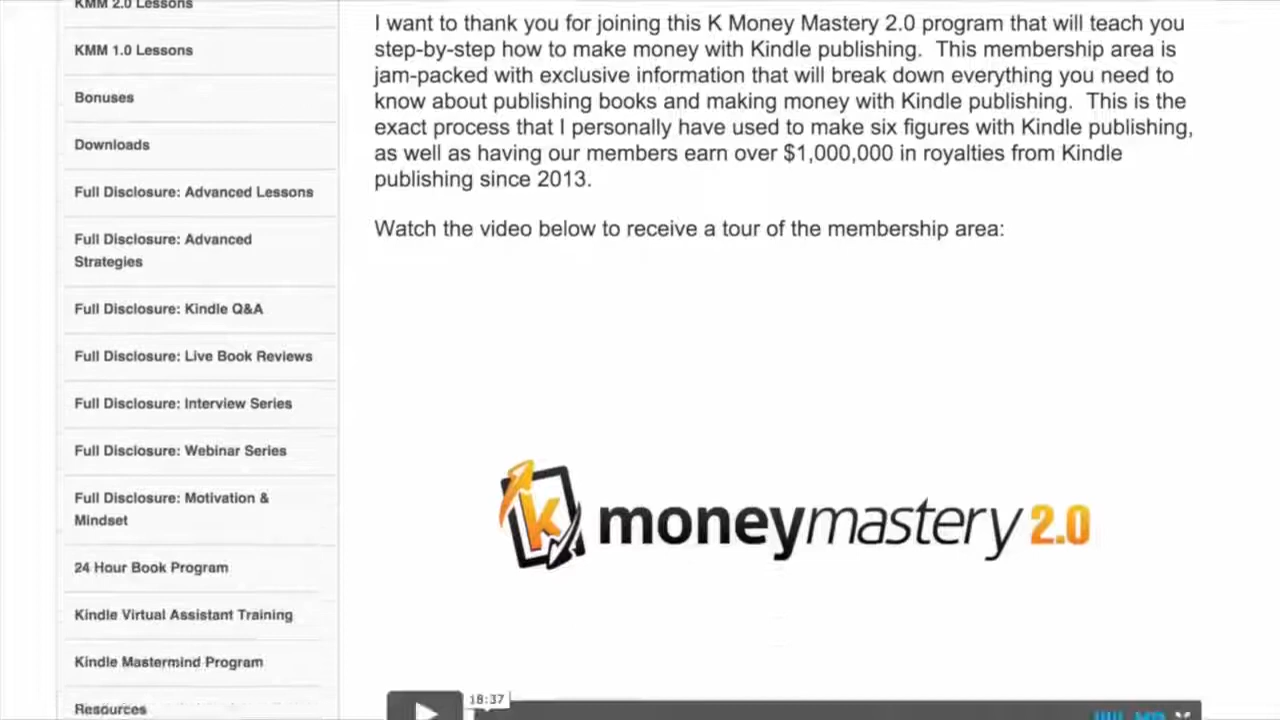 KMM 2.0 Lessons
KMM 1.0 Lessons
Bonuses
Downloads
Full Disclosure: Advanced Lessons
Full Disclosure: Advanced
Strategies
Full Disclosure: Kindle Q&A
Full Disclosure: Live Book Reviews
Full Disclosure: Interview Series
Full Disclosure: Webinar Series
Full Disclosure: Motivation &
Mindset
24 Hour Book Program
Kindle Virtual Assistant Training
Kindle Mastermind Program
Resources
I want to thank you for joining this K Money Mastery 2.0 program that will teach you
step-by-step how to make money with Kindle publishing.  This membership area is
jam-packed with exclusive information that will break down everything you need to
know about publishing books and making money with Kindle publishing.  This is the
exact process that I personally have used to make six figures with Kindle publishing,
as well as having our members earn over $1,000,000 in royalties from Kindle
publishing since 2013.
Watch the video below to receive a tour of the membership area:
k moneymastery 2.0
18:37